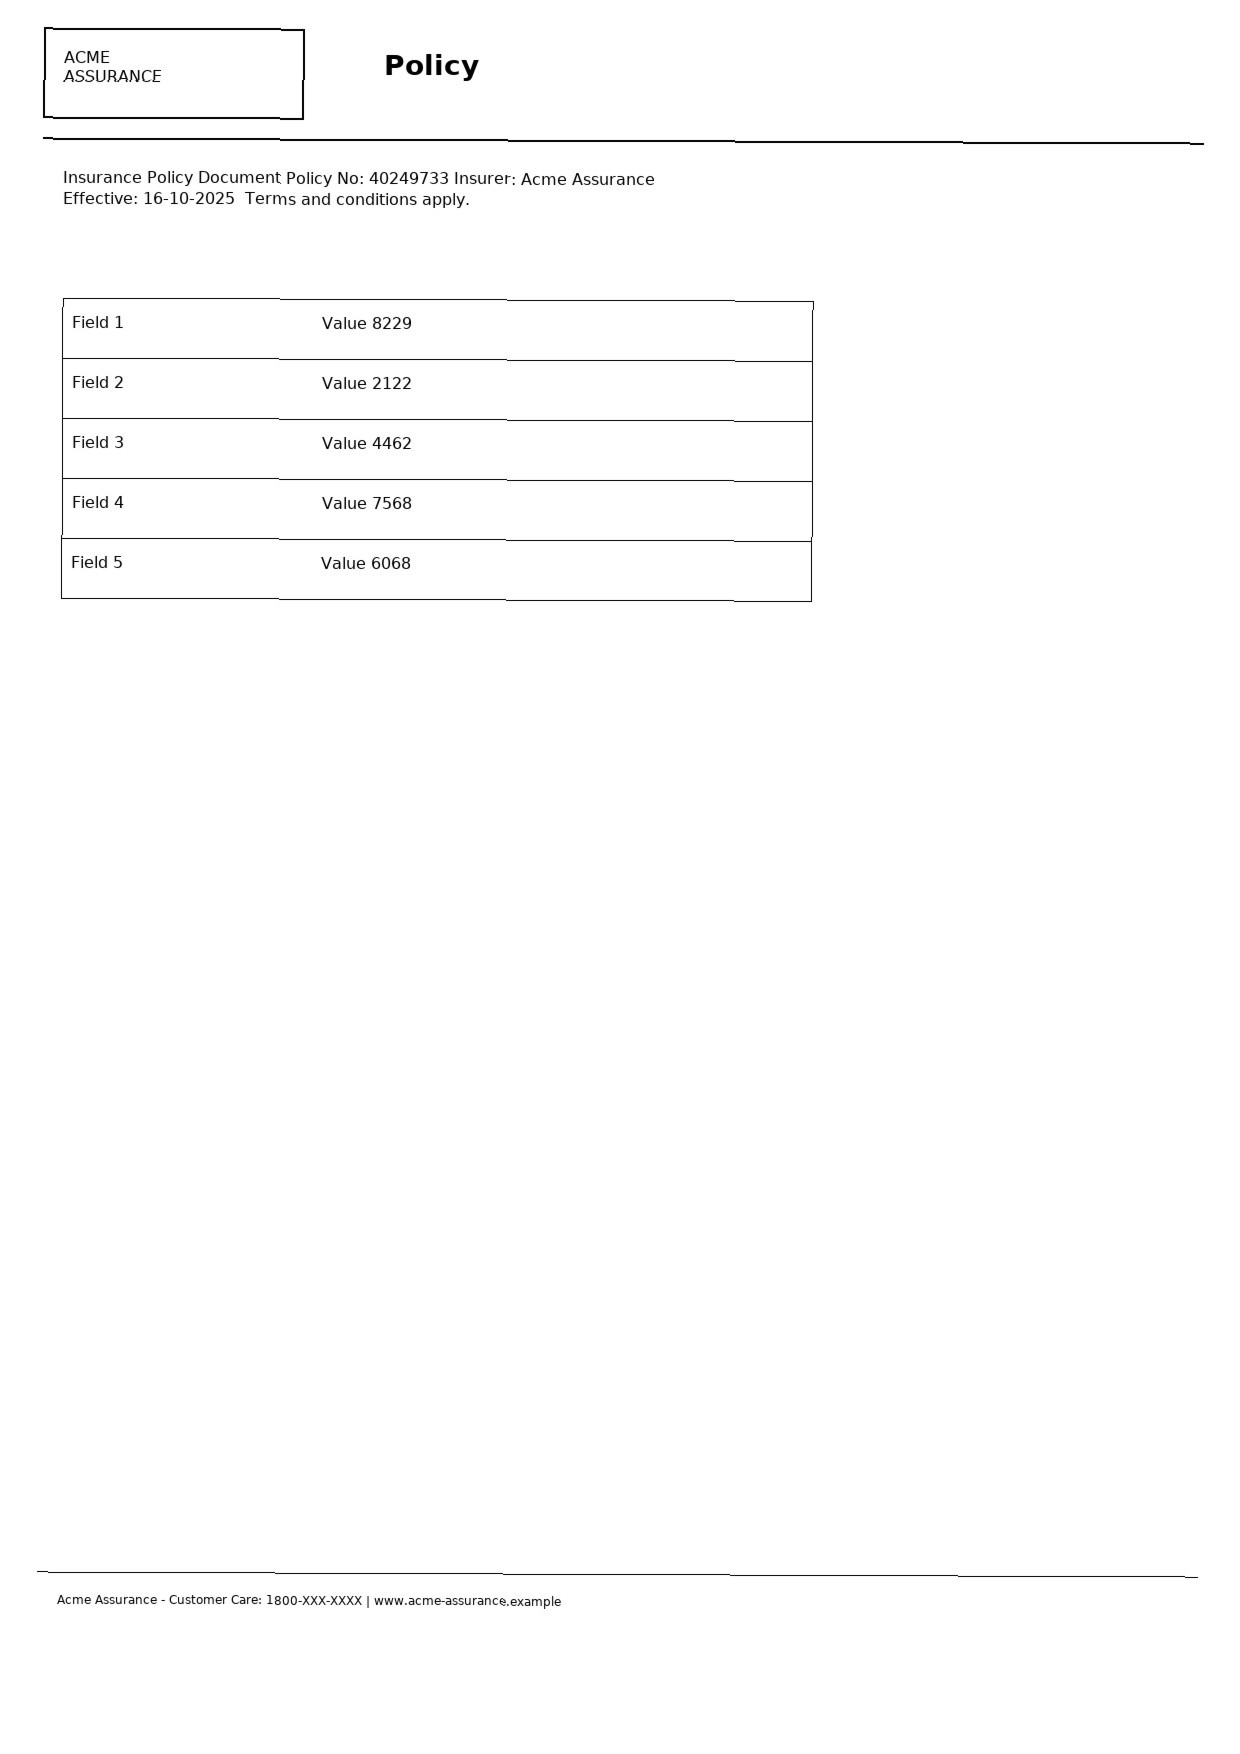 ACME
ASSURANCE
Policy
Insurance Policy Document Policy No: 40249733 Insurer: Acme Assurance
Effective: 16-10-2025  Terms and conditions apply.
Field 1 Value 8229
Field 2 Value 2122
Field 3 Value 4462
Field 4 Value 7568
Field 5 Value 6068
Acme Assurance - Customer Care: 1800-XXX-XXXX | www.acme-assurance.example